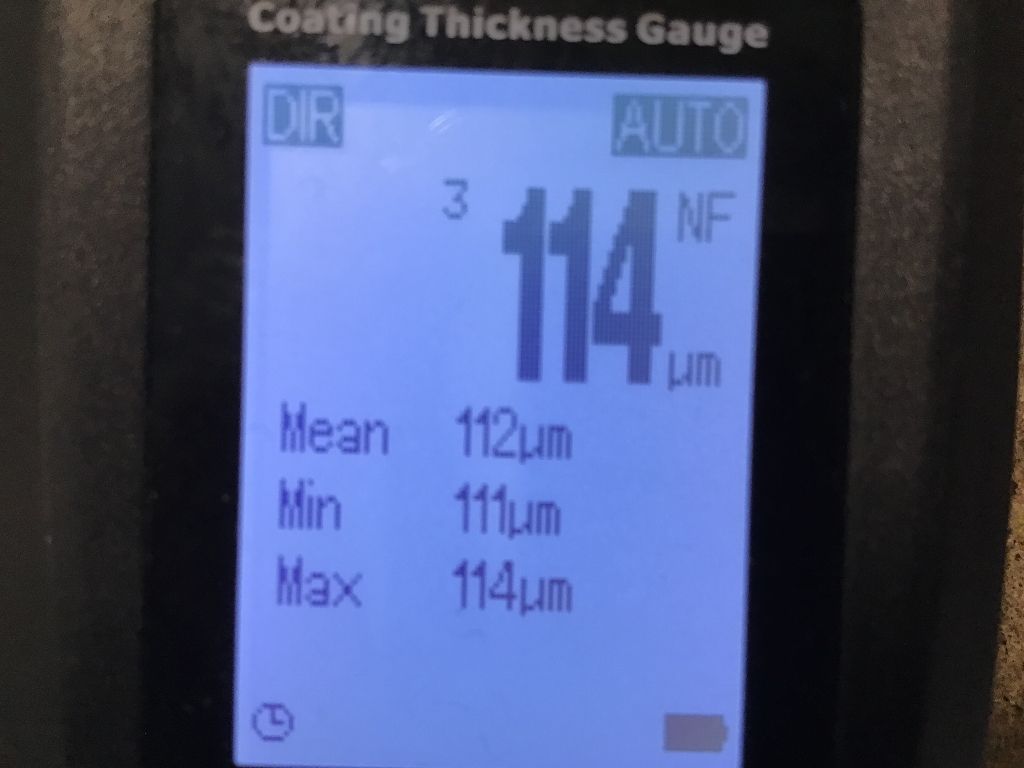 Coating Thickness Gauge
DIR AUTO
3 114 NF
µm
Mean 112µm
Min 111µm
Max 114µm